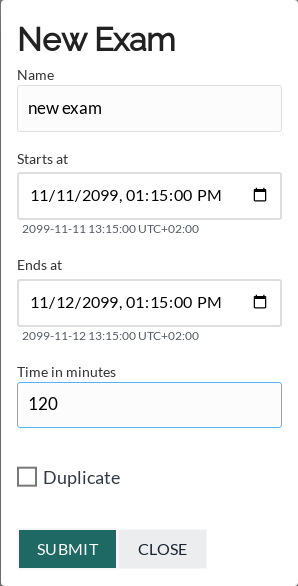 New Exam
Name
new exam
Starts at
11/11/2099, 01:15:00 PM
2099-11-11 13:15:00 UTC+02:00
Ends at
11/12/2099, 01:15:00 PM
2099-11-12 13:15:00 UTC+02:00
Time in minutes
120
Duplicate
SUBMIT CLOSE